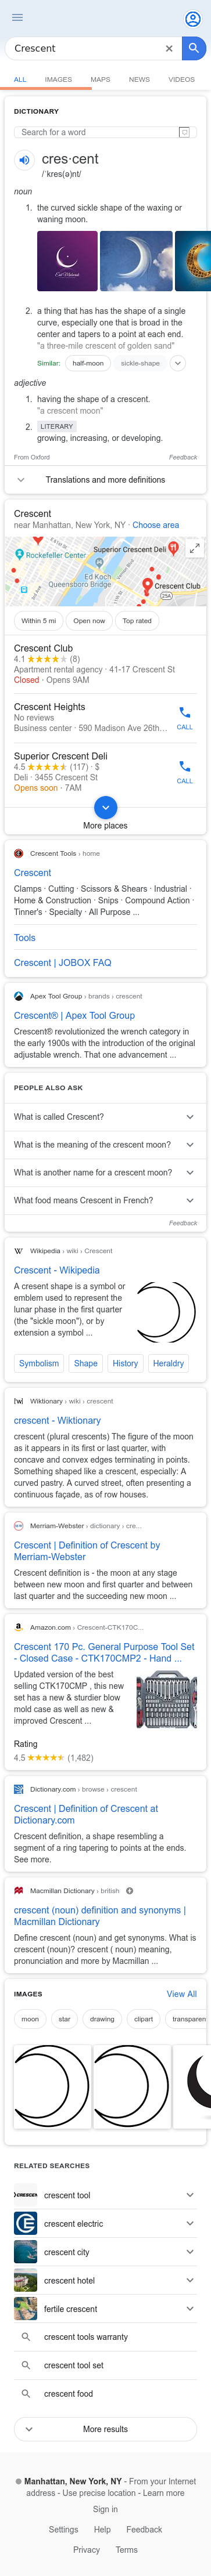 Crescent
ALL IMAGES MAPS NEWS VIDEOS
DICTIONARY
Search for a word
cres·cent
/ˈkres(ə)nt/
noun
1. the curved sickle shape of the waxing or
waning moon.
2. a thing that has has the shape of a single
curve, especially one that is broad in the
center and tapers to a point at each end.
"a three-mile crescent of golden sand"
Similar: half-moon sickle-shape
adjective
1. having the shape of a crescent.
"a crescent moon"
2. LITERARY
growing, increasing, or developing.
From Oxford Feedback
Translations and more definitions
Crescent
near Manhattan, New York, NY · Choose area
Rockefeller Center
Superior Crescent Deli
Ed Koch
Queensboro Bridge
Crescent Club
25A
Within 5 mi Open now Top rated
Crescent Club
4.1 (8)
Apartment rental agency · 41-17 Crescent St
Closed · Opens 9AM
Crescent Heights
No reviews
Business center · 590 Madison Ave 26th...
CALL
Superior Crescent Deli
4.5 (117) · $
Deli · 3455 Crescent St
Opens soon · 7AM
CALL
More places
Crescent Tools › home
Crescent
Clamps · Cutting · Scissors & Shears · Industrial ·
Home & Construction · Snips · Compound Action ·
Tinner's · Specialty · All Purpose ...
Tools
Crescent | JOBOX FAQ
Apex Tool Group › brands › crescent
Crescent® | Apex Tool Group
Crescent® revolutionized the wrench category in
the early 1900s with the introduction of the original
adjustable wrench. That one advancement ...
PEOPLE ALSO ASK
What is called Crescent?
What is the meaning of the crescent moon?
What is another name for a crescent moon?
What food means Crescent in French?
Feedback
Wikipedia › wiki › Crescent
Crescent - Wikipedia
A cresent shape is a symbol or
emblem used to represent the
lunar phase in the first quarter
(the "sickle moon"), or by
extension a symbol ...
Symbolism Shape History Heraldry
Wiktionary › wiki › crescent
crescent - Wiktionary
crescent (plural crescents) The figure of the moon
as it appears in its first or last quarter, with
concave and convex edges terminating in points.
Something shaped like a crescent, especially: A
curved pastry. A curved street, often presenting a
continuous façade, as of row houses.
Merriam-Webster › dictionary › cre...
Crescent | Definition of Crescent by
Merriam-Webster
Crescent definition is - the moon at any stage
between new moon and first quarter and between
last quarter and the succeeding new moon ...
Amazon.com › Crescent-CTK170C...
Crescent 170 Pc. General Purpose Tool Set
- Closed Case - CTK170CMP2 - Hand ...
Updated version of the best
selling CTK170CMP , this new
set has a new & sturdier blow
mold case as well as new &
improved Crescent ...
Rating
4.5 (1,482)
Dictionary.com › browse › crescent
Crescent | Definition of Crescent at
Dictionary.com
Crescent definition, a shape resembling a
segment of a ring tapering to points at the ends.
See more.
Macmillan Dictionary › british
crescent (noun) definition and synonyms |
Macmillan Dictionary
Define crescent (noun) and get synonyms. What is
crescent (noun)? crescent ( noun) meaning,
pronunciation and more by Macmillan ...
IMAGES View All
moon star drawing clipart transparen
RELATED SEARCHES
crescent tool
crescent electric
crescent city
crescent hotel
fertile crescent
crescent tools warranty
crescent tool set
crescent food
More results
Manhattan, New York, NY - From your Internet
address - Use precise location - Learn more
Sign in
Settings Help Feedback
Privacy Terms